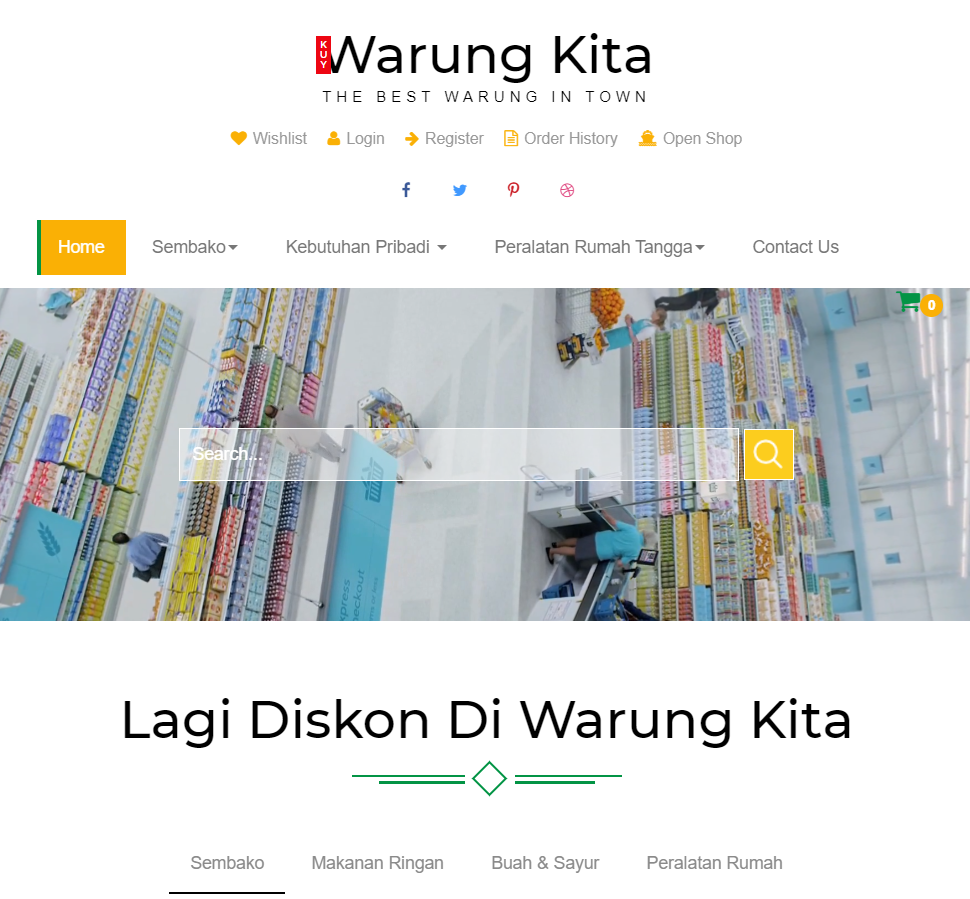 KUY
Warung Kita
THE BEST WARUNG IN TOWN
Wishlist Login Register Order History Open Shop
Home Sembako Kebutuhan Pribadi Peralatan Rumah Tangga Contact Us
0
Search...
press
checkout
Lagi Diskon Di Warung Kita
Sembako Makanan Ringan Buah & Sayur Peralatan Rumah